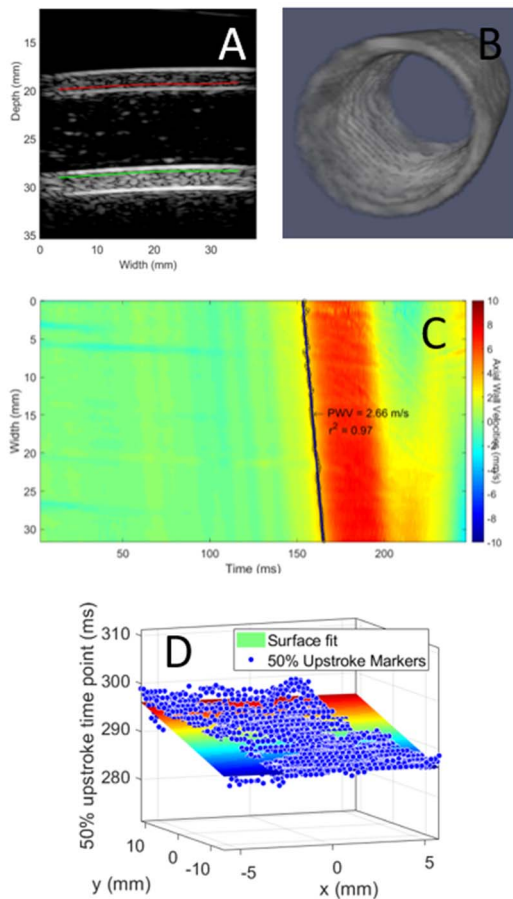 A
Depth (mm)
15
20
25
30
35
0
10
20
30
Width (mm)
B
C
Width (mm)
0
5
10
15
20
25
30
PWV = 2.66 m/s
r² = 0.97
50
100
150
200
Time (ms)
10
8
6
4
2
0
-2
-4
-6
-8
-10
Axial Wall Velocities (mm/s)
D
Surface fit
50% Upstroke Markers
50% upstroke time point (ms)
310
300
290
280
10
0
-10
y (mm)
-5
0
5
x (mm)